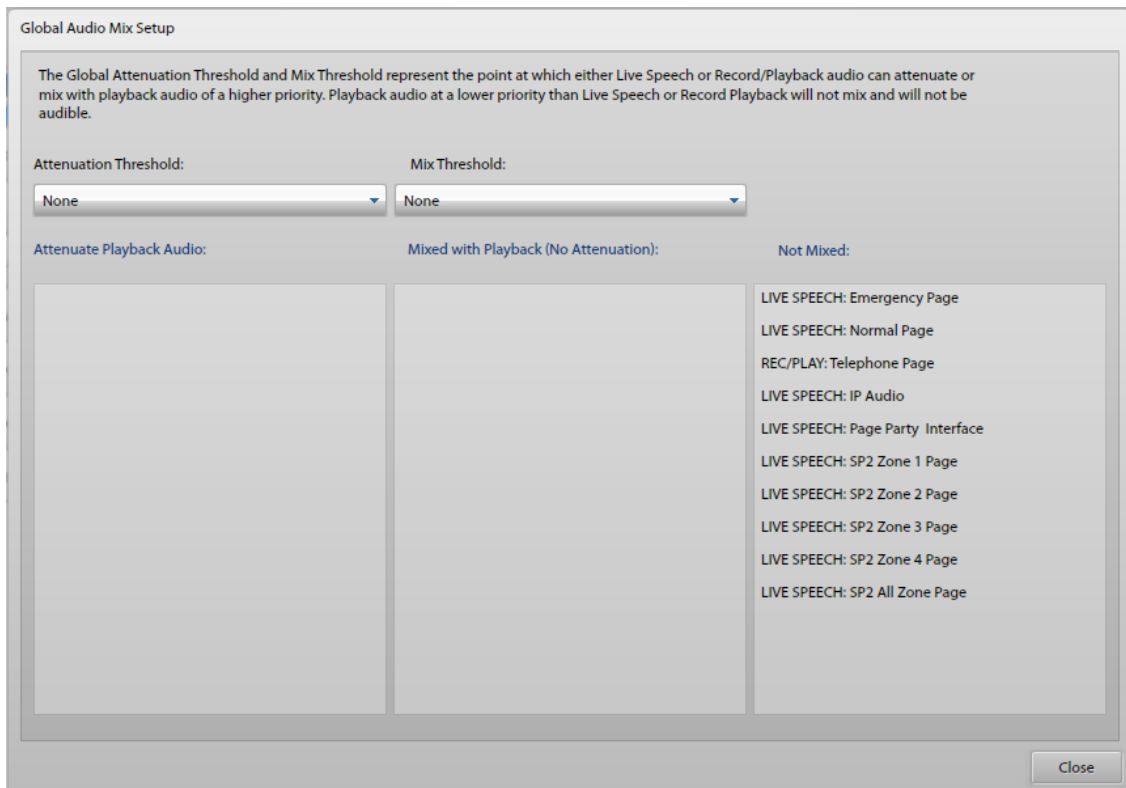 Global Audio Mix Setup
The Global Attenuation Threshold and Mix Threshold represent the point at which either Live Speech or Record/Playback audio can attenuate or
mix with playback audio of a higher priority. Playback audio at a lower priority than Live Speech or Record Playback will not mix and will not be
audible.
Attenuation Threshold:
Mix Threshold:
None
None
Attenuate Playback Audio:
Mixed with Playback (No Attenuation):
Not Mixed:
LIVE SPEECH: Emergency Page
LIVE SPEECH: Normal Page
REC/PLAY: Telephone Page
LIVE SPEECH: IP Audio
LIVE SPEECH: Page Party  Interface
LIVE SPEECH: SP2 Zone 1 Page
LIVE SPEECH: SP2 Zone 2 Page
LIVE SPEECH: SP2 Zone 3 Page
LIVE SPEECH: SP2 Zone 4 Page
LIVE SPEECH: SP2 All Zone Page
Close